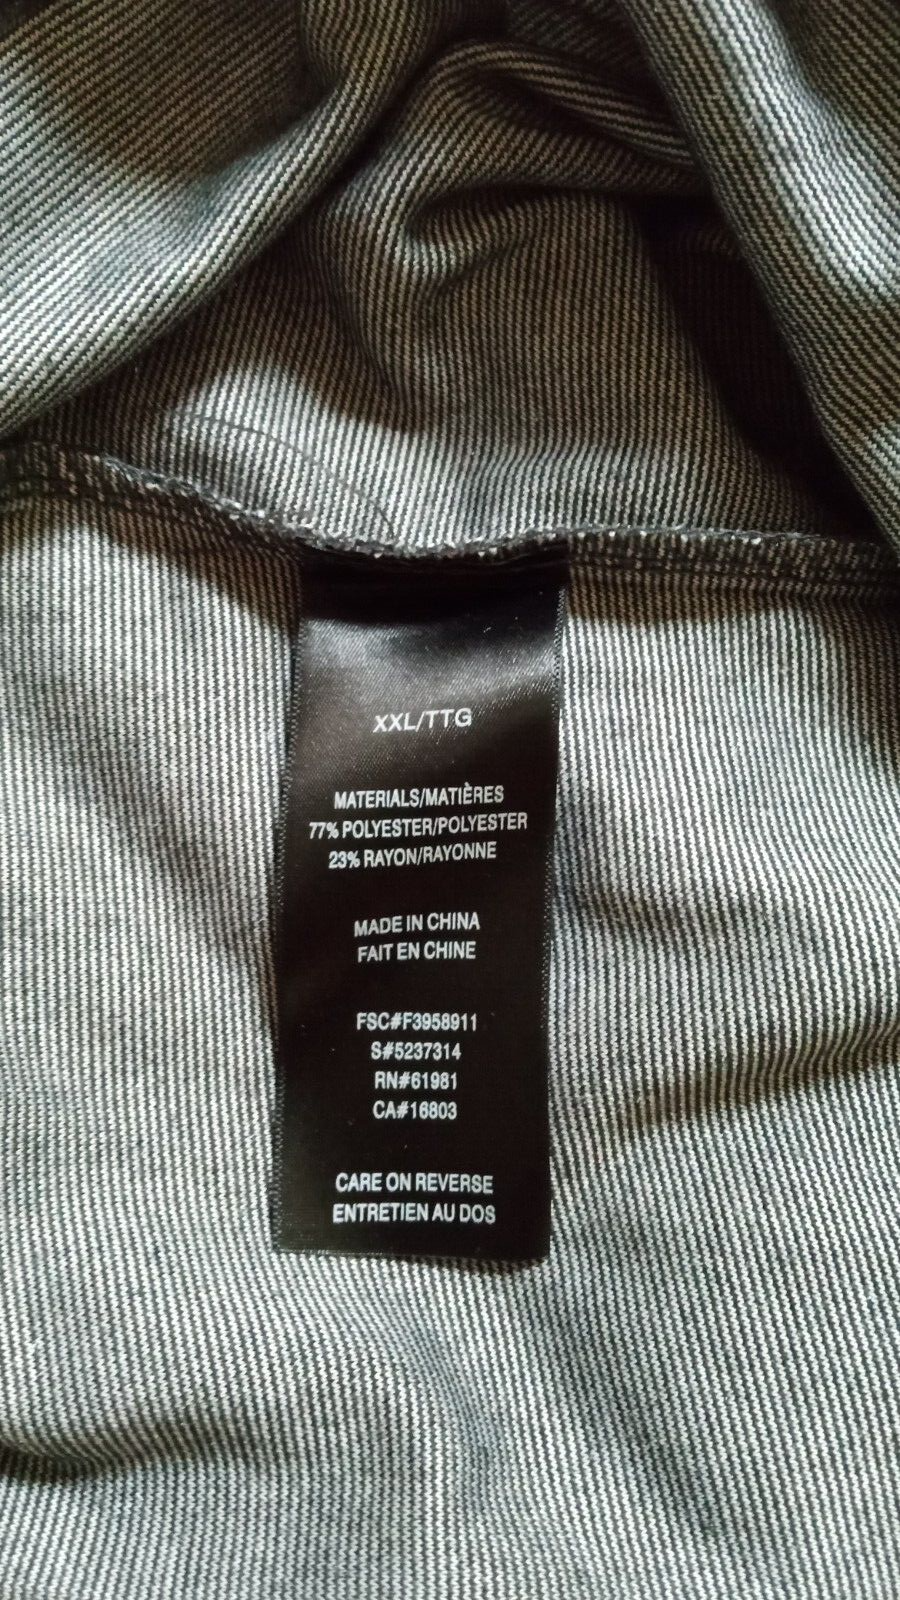 XXL/TTG
MATERIALS/MATIÈRES
77% POLYESTER/POLYESTER
23% RAYON/RAYONNE
MADE IN CHINA
FAIT EN CHINE
FSC#F3958911
S#5237314
RN#61981
CA#16803
CARE ON REVERSE
ENTRETIEN AU DOS